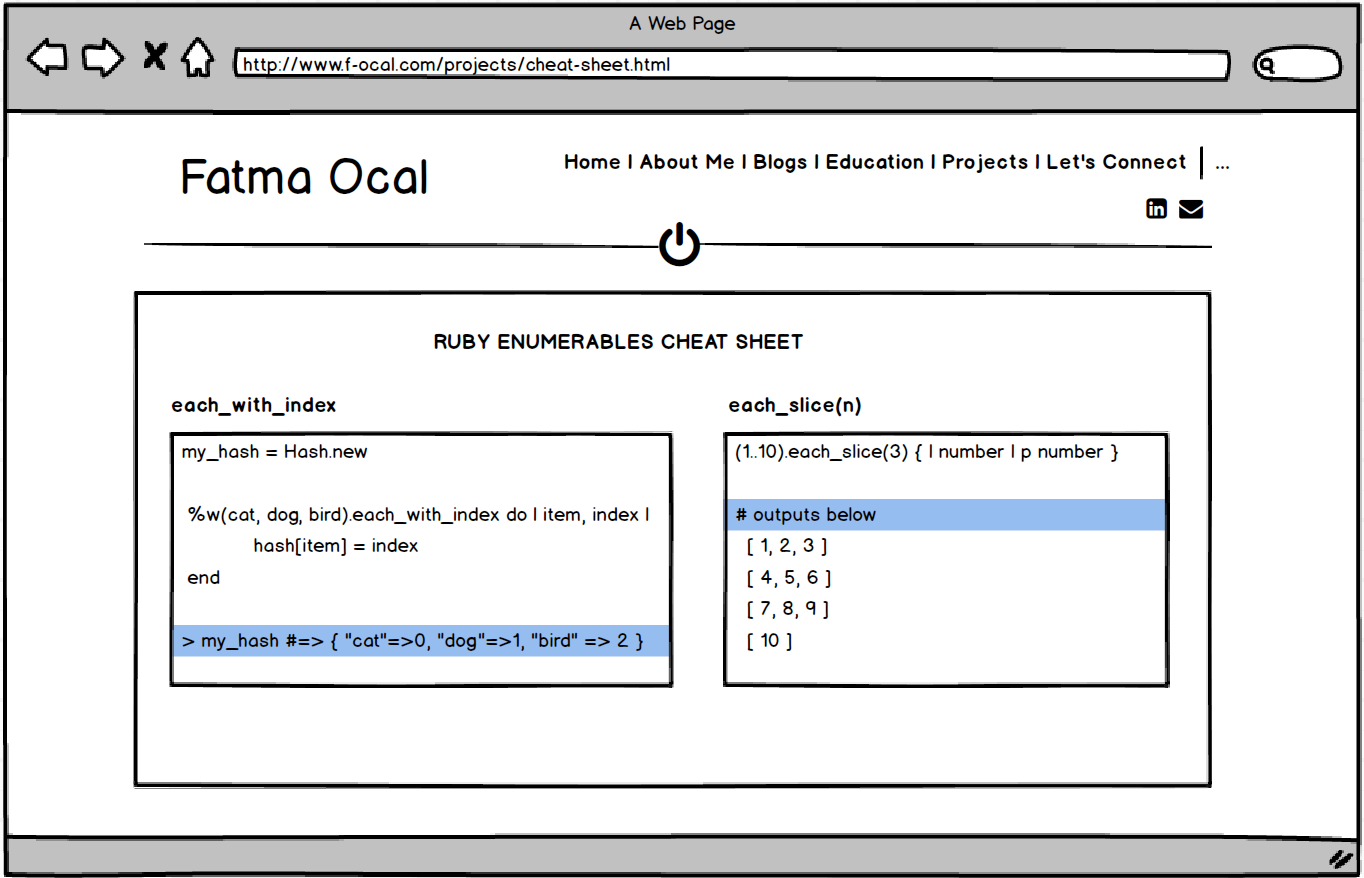 A Web Page
http://www.f-ocal.com/projects/cheat-sheet.html
Fatma Ocal
Home | About Me | Blogs | Education | Projects | Let's Connect | ...
in
RUBY ENUMERABLES CHEAT SHEET
each_with_index
my_hash = Hash.new
%w(cat, dog, bird).each_with_index do | item, index |
hash[item] = index
end
> my_hash #=> { "cat"=>0, "dog"=>1, "bird" => 2 }
each_slice(n)
(1..10).each_slice(3) { | number | p number }
# outputs below
[ 1, 2, 3 ]
[ 4, 5, 6 ]
[ 7, 8, 9 ]
[ 10 ]